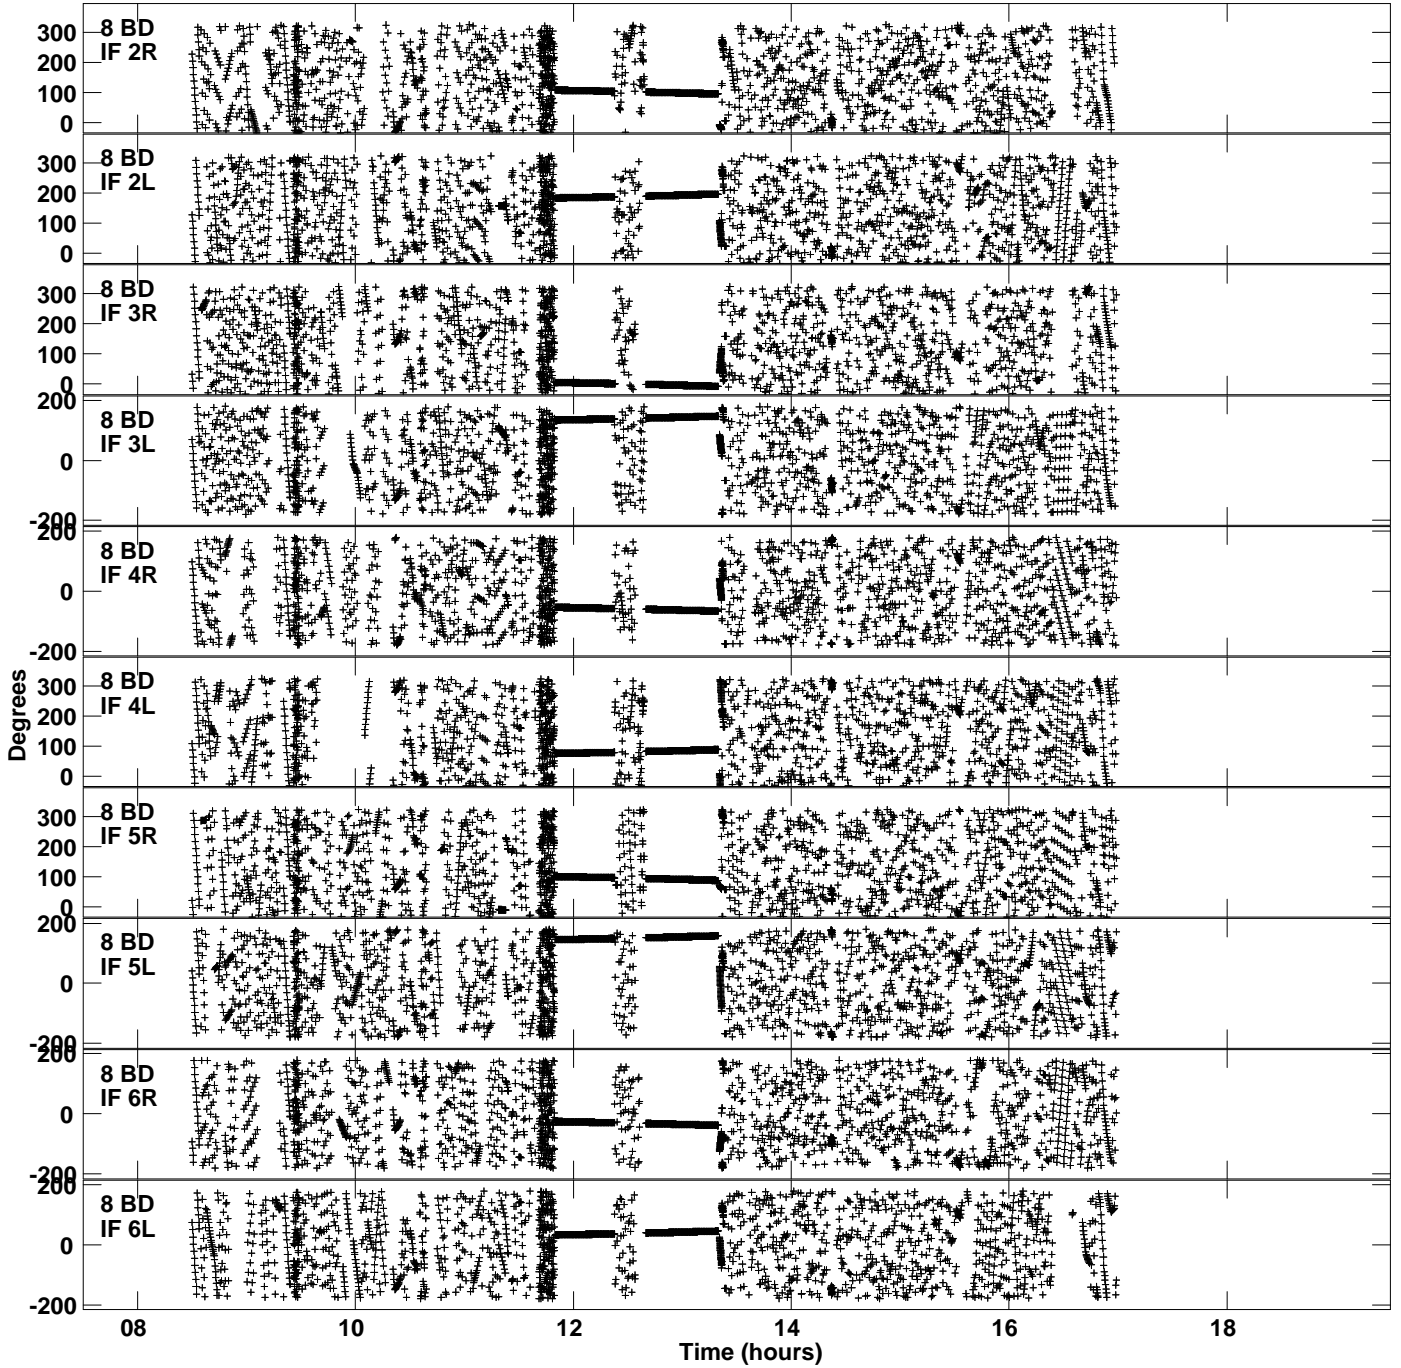 8 BD
IF 2R
300
200
100
0
8 BD
IF 2L
300
200
100
0
8 BD
IF 3R
300
200
100
0
8 BD
IF 3L
200
0
-200
8 BD
IF 4R
200
0
-200
8 BD
IF 4L
300
200
100
0
8 BD
IF 5R
300
200
100
0
8 BD
IF 5L
200
0
-200
8 BD
IF 6R
200
0
-200
8 BD
IF 6L
200
0
-200
Degrees
08 10 12 14 16 18
Time (hours)